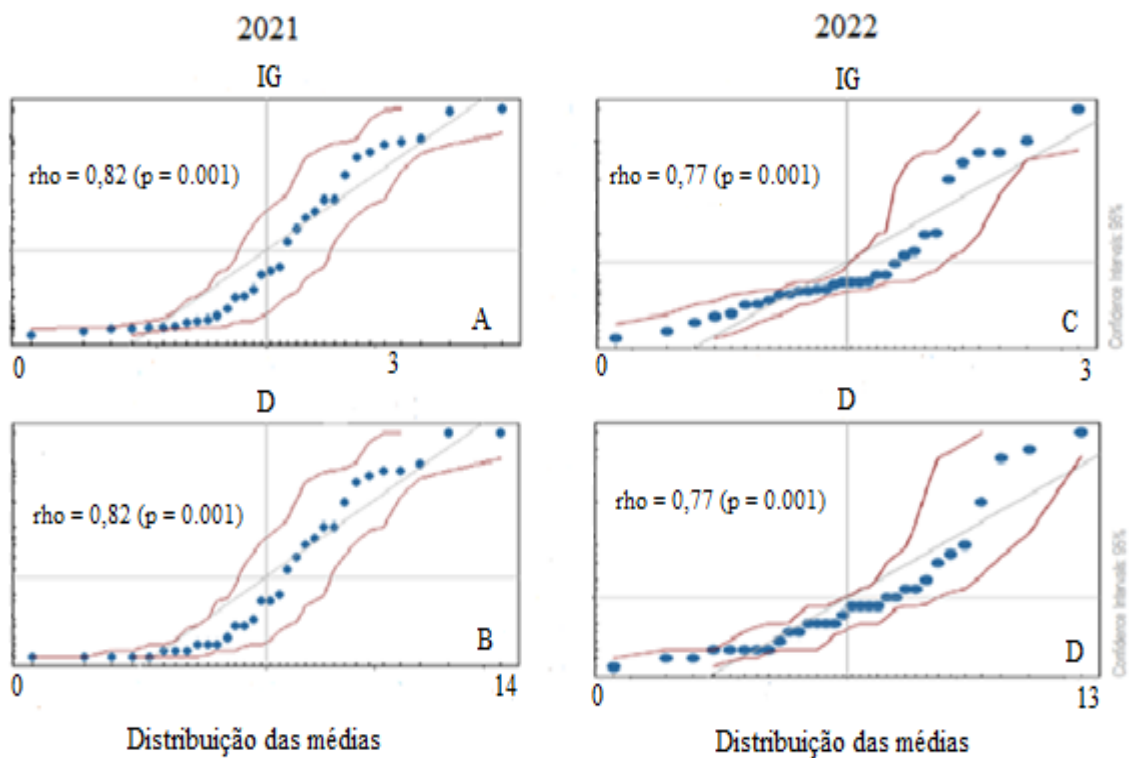 2021
2022
IG
IG
rho = 0,82 (p = 0.001)
rho = 0,77 (p = 0.001)
A
C
Confidence Intervals 95%
0
3
0
3
D
D
rho = 0,82 (p = 0.001)
rho = 0,77 (p = 0.001)
B
D
Confidence Intervals 95%
0
14
0
13
Distribuição das médias
Distribuição das médias